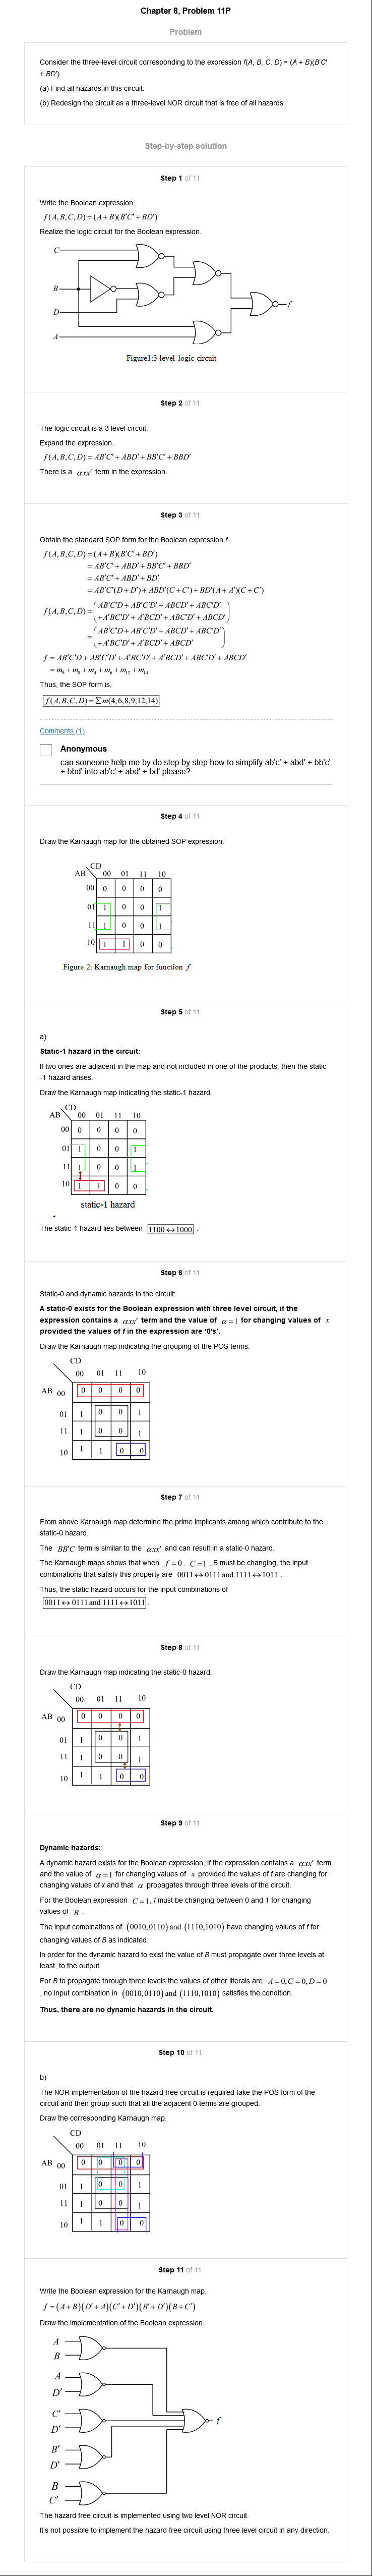 Chapter 8, Problem 11P
Problem
Consider the three-level circuit corresponding to the expression f(A, B, C, D) = (A + B)(B′C′
+ BD′).
(a) Find all hazards in this circuit.
(b) Redesign the circuit as a three-level NOR circuit that is free of all hazards.
Step-by-step solution
Step 1 of 11
Write the Boolean expression.
f(A,B,C,D)=(A+B)(B′C′+BD′)
Realize the logic circuit for the Boolean expression.
C
B
D
A
f
Figure1:3-level logic circuit
Step 2 of 11
The logic circuit is a 3 level circuit.
Expand the expression.
f(A,B,C,D)=AB′C′+ABD′+BB′C′+BBD′
There is a αxx′ term in the expression.
Step 3 of 11
Obtain the standard SOP form for the Boolean expression f.
f(A,B,C,D)=(A+B)(B′C′+BD′)
=AB′C′+ABD′+BB′C′+BBD′
=AB′C′+ABD′+BD′
=AB′C′(D+D′)+ABD′(C+C′)+BD′(A+A′)(C+C′)
f(A,B,C,D)=(AB′C′D+AB′C′D′+ABCD′+ABC′D′
+A′BC′D′+A′BCD′+ABC′D′+ABCD′)
=(AB′C′D+AB′C′D′+ABCD′+ABC′D′
+A′BC′D′+A′BCD′+ABCD′)
f=AB′C′D+AB′C′D′+A′BC′D′+A′BCD′+ABC′D′+ABCD′
=m9+m8+m4+m6+m12+m14
Thus, the SOP form is,
f(A,B,C,D)=∑m(4,6,8,9,12,14)
Comments (1)
Anonymous
can someone help me by do step by step how to simplify ab'c' + abd' + bb'c'
+ bbd' into ab'c' + abd' + bd' please?
Step 4 of 11
Draw the Karnaugh map for the obtained SOP expression.'
CD
AB 00 01 11 10
00 0 0 0 0
01 1 0 0 1
11 1 0 0 1
10 1 1 0 0
Figure 2: Karnaugh map for function f
Step 5 of 11
a)
Static-1 hazard in the circuit:
If two ones are adjacent in the map and not included in one of the products, then the static
-1 hazard arises.
Draw the Karnaugh map indicating the static-1 hazard.
CD
AB 00 01 11 10
00 0 0 0 0
01 1 0 0 1
11 1 0 0 1
10 1 1 0 0
static-1 hazard
The static-1 hazard lies between 1100↔1000 .
Step 6 of 11
Static-0 and dynamic hazards in the circuit:
A static-0 exists for the Boolean expression with three level circuit, if the
expression contains a αxx′ term and the value of α=1 for changing values of x
provided the values of f in the expression are '0's'.
Draw the Karnaugh map indicating the grouping of the POS terms.
CD
00 01 11 10
AB 00 0 0 0 0
01 1 0 0 1
11 1 0 0 1
10 1 1 0 0
Step 7 of 11
From above Karnaugh map determine the prime implicants among which contribute to the
static-0 hazard.
The BB′C term is similar to the αxx′ and can result in a static-0 hazard.
The Karnaugh maps shows that when f=0, C=1. B must be changing, the input
combinations that satisfy this property are 0011↔0111 and 1111↔1011 .
Thus, the static hazard occurs for the input combinations of
0011↔0111 and 1111↔1011.
Step 8 of 11
Draw the Karnaugh map indicating the static-0 hazard.
CD
00 01 11 10
AB 00 0 0 0 0
01 1 0 0 1
11 1 0 0 1
10 1 1 0 0
Step 9 of 11
Dynamic hazards:
A dynamic hazard exists for the Boolean expression, if the expression contains a αxx′ term
and the value of α=1 for changing values of x provided the values of f are changing for
changing values of x and that α propagates through three levels of the circuit.
For the Boolean expression C=1, f must be changing between 0 and 1 for changing
values of B .
The input combinations of (0010,0110) and (1110,1010) have changing values of f for
changing values of B as indicated.
In order for the dynamic hazard to exist the value of B must propagate over three levels at
least, to the output.
For B to propagate through three levels the values of other literals are A=0,C=0,D=0
, no input combination in (0010,0110) and (1110,1010) satisfies the condition.
Thus, there are no dynamic hazards in the circuit.
Step 10 of 11
b)
The NOR implementation of the hazard free circuit is required take the POS form of the
circuit and then group such that all the adjacent 0 terms are grouped.
Draw the corresponding Karnaugh map.
CD
00 01 11 10
AB 00 0 0 0 0
01 1 0 0 1
11 1 0 0 1
10 1 1 0 0
Step 11 of 11
Write the Boolean expression for the Karnaugh map.
f=(A+B)(D′+A)(C′+D′)(B′+D′)(B+C′)
Draw the implementation of the Boolean expression.
A
B
A
D′
C′
D′
B′
D′
B
C′
f
The hazard free circuit is implemented using two level NOR circuit.
It's not possible to implement the hazard free circuit using three level circuit in any direction.